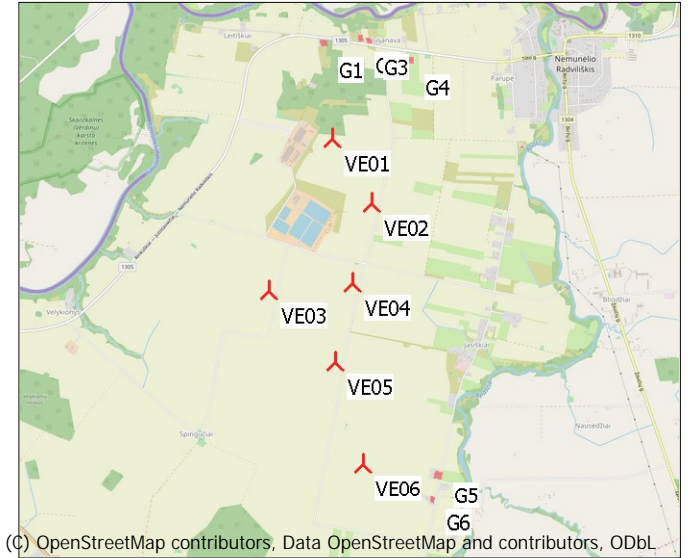 Leitiškiai
1305
1310
Nemunėlio
Radviliškis
Parupė
G1
G3
G4
1304
VE01
VE02
1305
VE04
VE03
Velykionys
Jasiškiai
VE05
Spingučiai
Nausėdžiai
VE06
G5
G6
(C) OpenStreetMap contributors, Data OpenStreetMap and contributors, ODbL